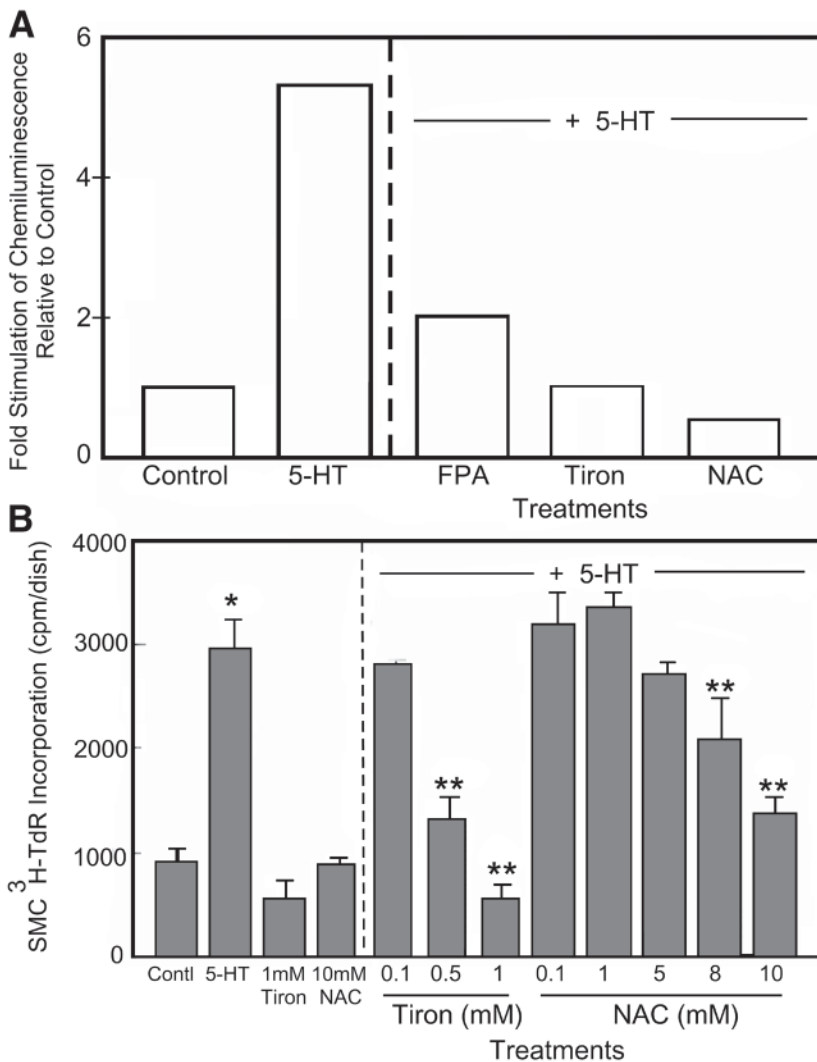 A
Fold Stimulation of Chemiluminescence
Relative to Control
6
4
2
0
+ 5-HT
Control 5-HT FPA Tiron NAC
Treatments
B
SMC ³H-TdR Incorporation (cpm/dish)
4000
3000
2000
1000
0
+ 5-HT
*
**
**
**
**
Contl 5-HT 1mM 10mM 0.1 0.5 1 0.1 1 5 8 10
Tiron NAC
Tiron (mM) NAC (mM)
Treatments